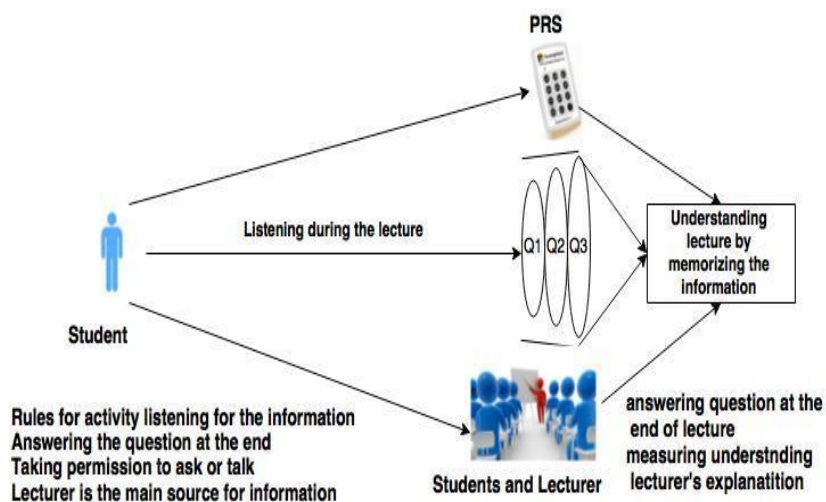 PRS
Listening during the lecture
Q1 Q2 Q3
Understanding
lecture by
memorizing the
information
Student
Rules for activity listening for the information
Answering the question at the end
Taking permission to ask or talk
Lecturer is the main source for information
Students and Lecturer
answering question at the
end of lecture
measuring understnding
lecturer's explanatition